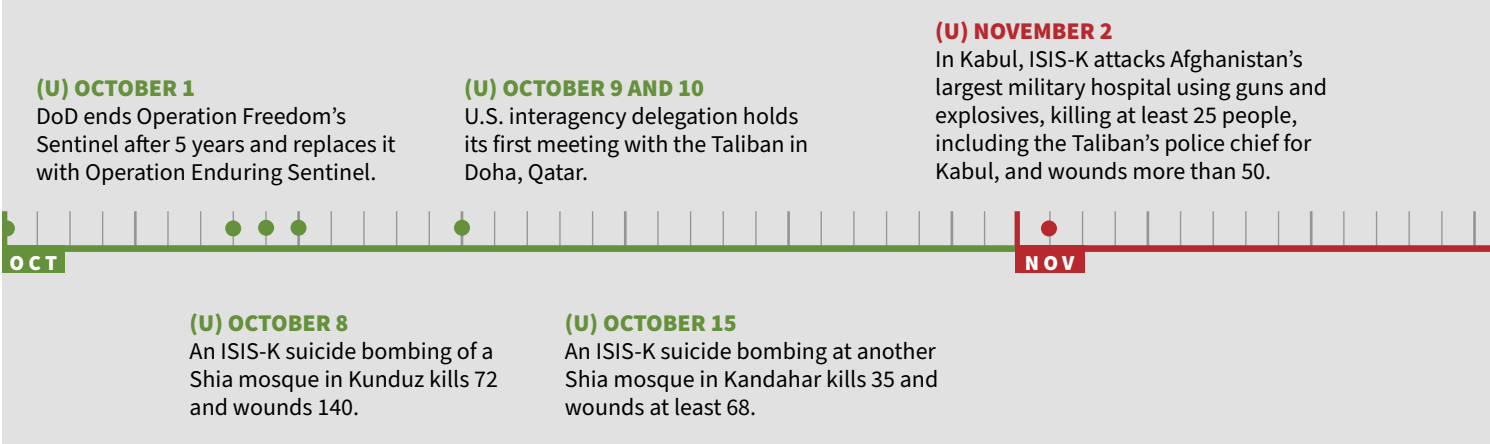 (U) OCTOBER 1
DoD ends Operation Freedom’s
Sentinel after 5 years and replaces it
with Operation Enduring Sentinel.
(U) OCTOBER 9 AND 10
U.S. interagency delegation holds
its first meeting with the Taliban in
Doha, Qatar.
(U) NOVEMBER 2
In Kabul, ISIS-K attacks Afghanistan’s
largest military hospital using guns and
explosives, killing at least 25 people,
including the Taliban’s police chief for
Kabul, and wounds more than 50.
OCT
NOV
(U) OCTOBER 8
An ISIS-K suicide bombing of a
Shia mosque in Kunduz kills 72
and wounds 140.
(U) OCTOBER 15
An ISIS-K suicide bombing at another
Shia mosque in Kandahar kills 35 and
wounds at least 68.